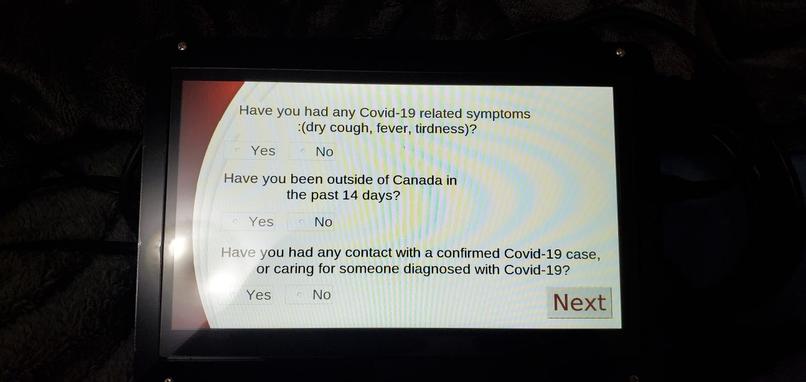 Have you had any Covid-19 related symptoms
:(dry cough, fever, tirdness)?
Yes No
Have you been outside of Canada in
the past 14 days?
Yes No
Have you had any contact with a confirmed Covid-19 case,
or caring for someone diagnosed with Covid-19?
Yes No
Next